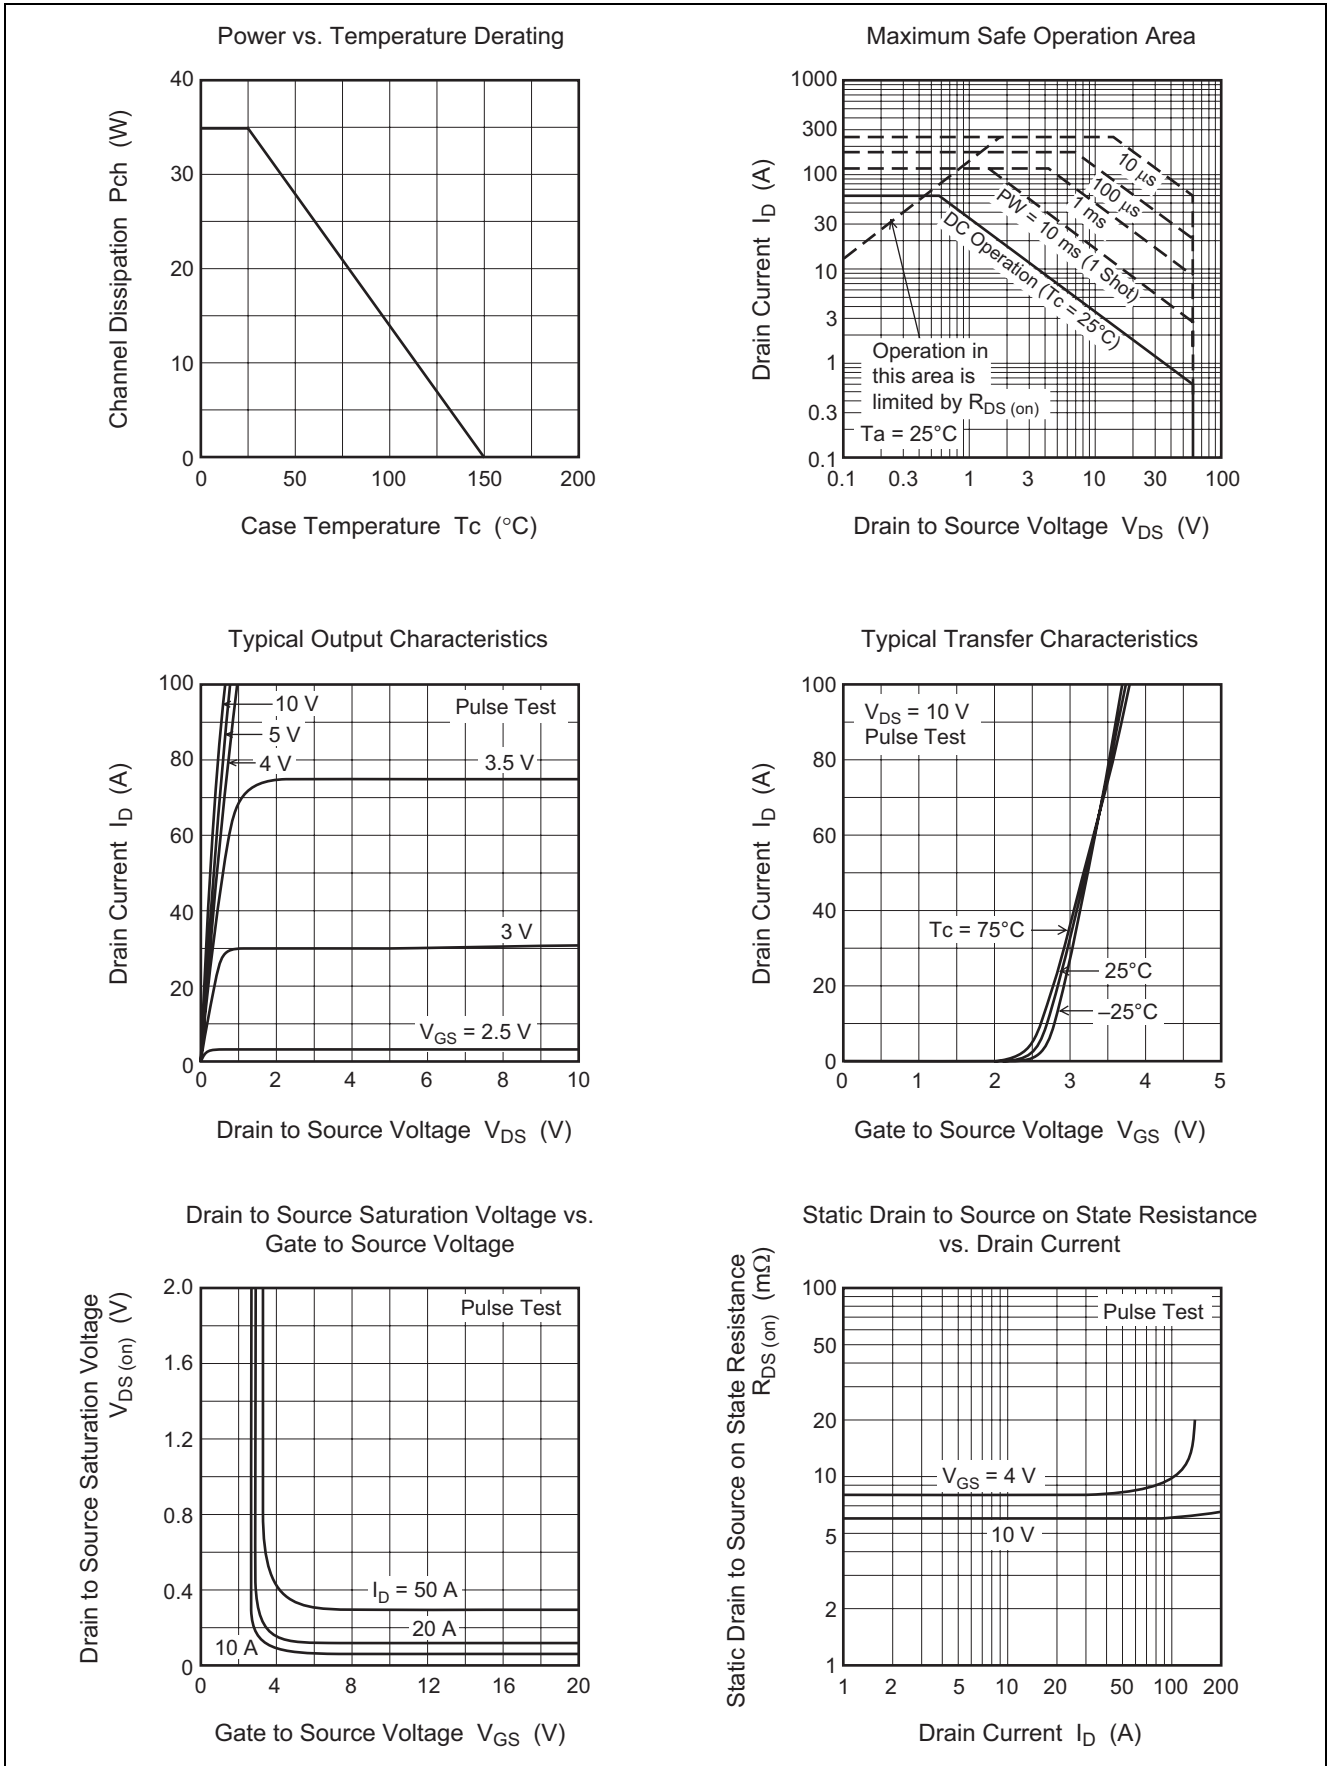 Power vs. Temperature Derating
Channel Dissipation Pch (W)
40
30
20
10
0
0 50 100 150 200
Case Temperature Tc (°C)
Maximum Safe Operation Area
Drain Current ID (A)
1000
300
100
30
10
3
1
0.3
0.1
10 µs
100 µs
1 ms
PW = 10 ms (1 Shot)
DC Operation (Tc = 25°C)
Operation in
this area is
limited by RDS (on)
Ta = 25°C
0.1 0.3 1 3 10 30 100
Drain to Source Voltage VDS (V)
Typical Output Characteristics
Drain Current ID (A)
100
80
60
40
20
0
10 V
5 V
4 V
Pulse Test
3.5 V
3 V
VGS = 2.5 V
0 2 4 6 8 10
Drain to Source Voltage VDS (V)
Typical Transfer Characteristics
Drain Current ID (A)
100
80
60
40
20
0
VDS = 10 V
Pulse Test
Tc = 75°C
25°C
–25°C
0 1 2 3 4 5
Gate to Source Voltage VGS (V)
Drain to Source Saturation Voltage vs.
Gate to Source Voltage
Drain to Source Saturation Voltage
VDS (on) (V)
2.0
1.6
1.2
0.8
0.4
0
Pulse Test
ID = 50 A
20 A
10 A
0 4 8 12 16 20
Gate to Source Voltage VGS (V)
Static Drain to Source on State Resistance
vs. Drain Current
Static Drain to Source on State Resistance
RDS (on) (mΩ)
100
50
20
10
5
2
1
Pulse Test
VGS = 4 V
10 V
1 2 5 10 20 50 100 200
Drain Current ID (A)